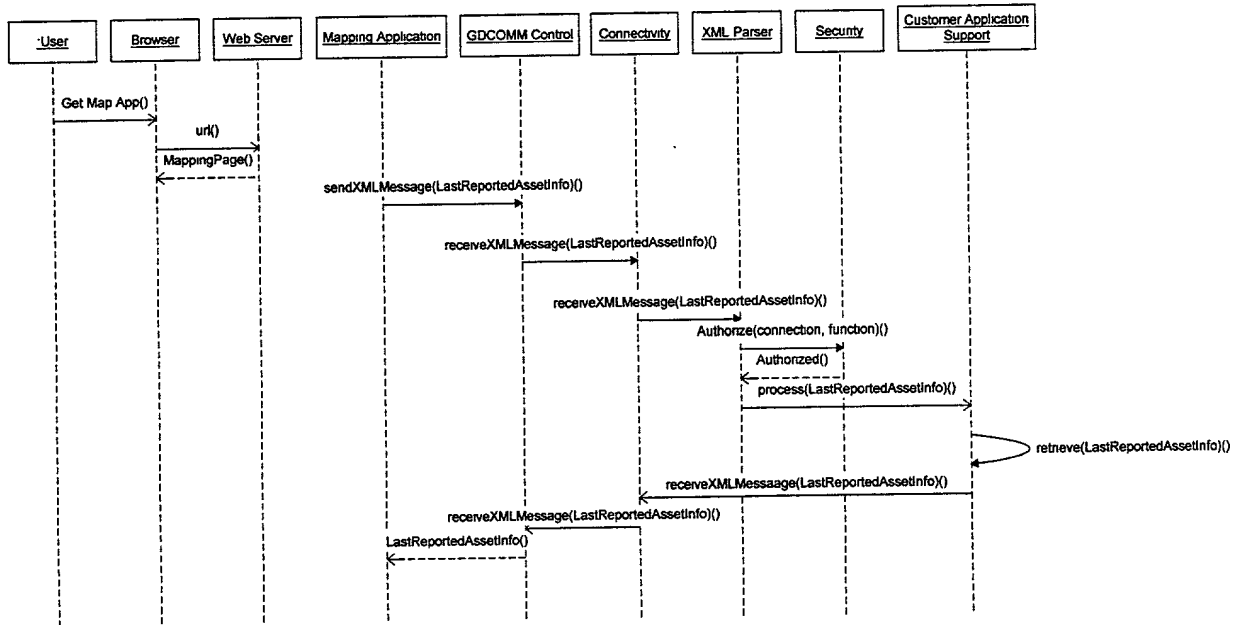 :User
Browser
Web Server
Mapping Application
GDCOMM Control
Connectivity
XML Parser
Security
Customer Application
Support
Get Map App()
url()
MappingPage()
sendXMLMessage(LastReportedAssetInfo)()
receiveXMLMessage(LastReportedAssetInfo)()
receiveXMLMessage(LastReportedAssetInfo)()
Authorize(connection, function)()
Authorized()
process(LastReportedAssetInfo)()
retrieve(LastReportedAssetInfo)()
receiveXMLMessaage(LastReportedAssetInfo)()
receiveXMLMessage(LastReportedAssetInfo)()
LastReportedAssetInfo()